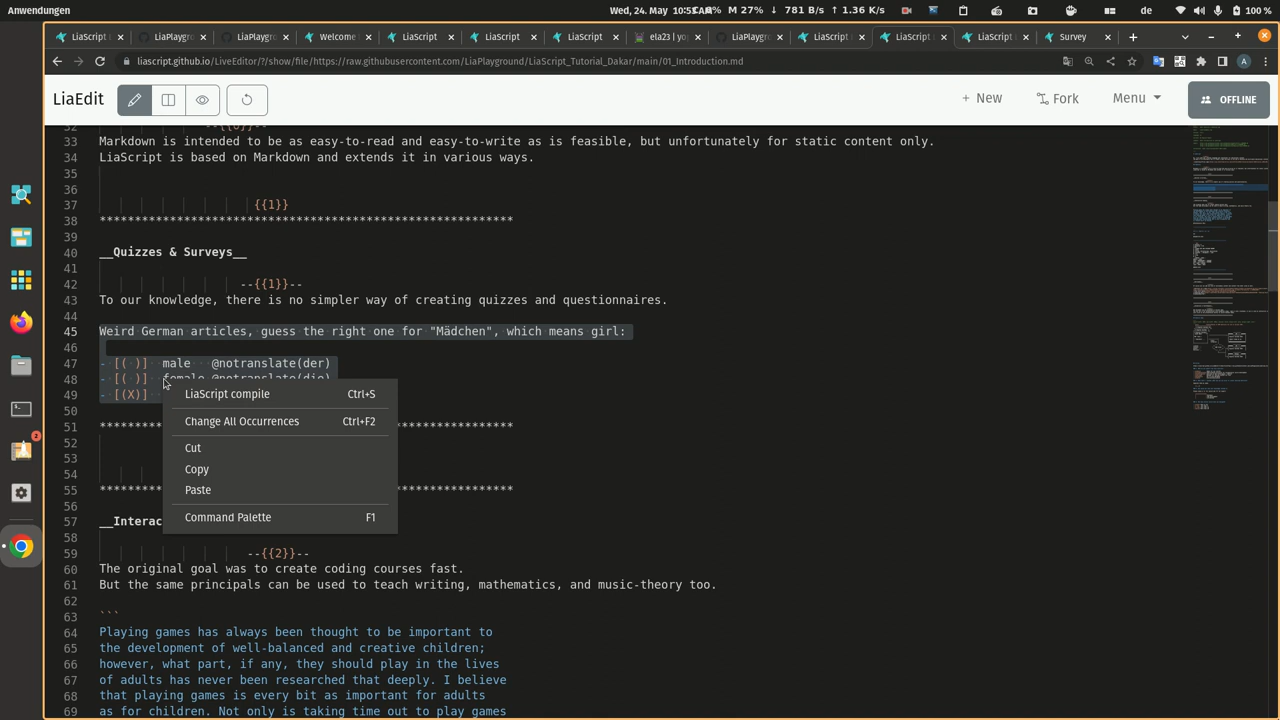 Anwendungen
Wed, 24. May
M 27% ↓ 781 B/s ↑ 1.36 K/s
de
100 %
LiaScript
LiaPlaygro
LiaPlaygro
Welcome
LiaScript
LiaScript
LiaScript
ela23 | yo
LiaPlaygr
LiaScript
LiaScript
LiaScript
Survey
liascript.github.io/LiveEditor/?/show/file/https://raw.githubusercontent.com/LiaPlayground/LiaScript_Tutorial_Dakar/main/01_Introduction.md
A
LiaEdit
+ New
Fork
Menu
OFFLINE
32 --{{0}}--
33 Markdown is intended to be as easy-to-read and easy-to-write as is feasible, but unfortunately for static content only.
34 LiaScript is based on Markdown and extends it in various ways.
35
36
37 {{1}}
38 ***********************************************************
39
40 __Quizzes & Surveys__
41
42 --{{1}}--
43 To our knowledge, there is no simpler way of creating quizzes and questionnaires.
44
45 Weird German articles, guess the right one for "Mädchen", which means girl:
46
47 - [( )] male @notranslate(der)
48 - [( )] female @notranslate(die)
49 - [(X)]
50
51 ***********************************************************
52
53
54
55 ***********************************************************
56
57 __Interac
58
59 --{{2}}--
60 The original goal was to create coding courses fast.
61 But the same principals can be used to teach writing, mathematics, and music-theory too.
62
63 ```
64 Playing games has always been thought to be important to
65 the development of well-balanced and creative children;
66 however, what part, if any, they should play in the lives
67 of adults has never been researched that deeply. I believe
68 that playing games is every bit as important for adults
69 as for children. Not only is taking time out to play games
LiaScript compile Ctrl+S
Change All Occurrences Ctrl+F2
Cut
Copy
Paste
Command Palette F1